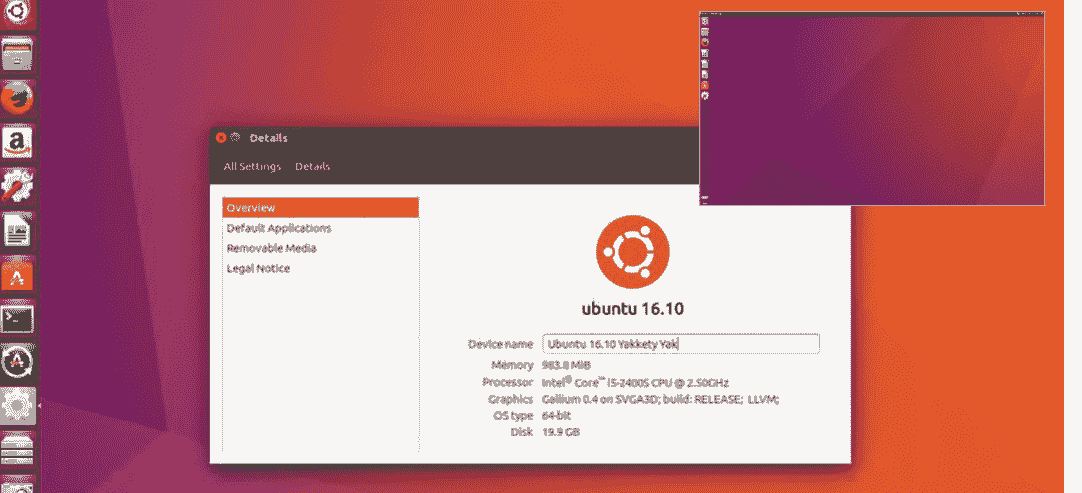 Details
All Settings Details
Overview
Default Applications
Removable Media
Legal Notice
ubuntu 16.10
Device name Ubuntu 16.10 Yakkety Yak
Memory 983.8 MiB
Processor Intel® Core™ i5-2400S CPU @ 2.50GHz
Graphics Gallium 0.4 on SVGA3D; build: RELEASE; LLVM;
OS type 64-bit
Disk 19.9 GB